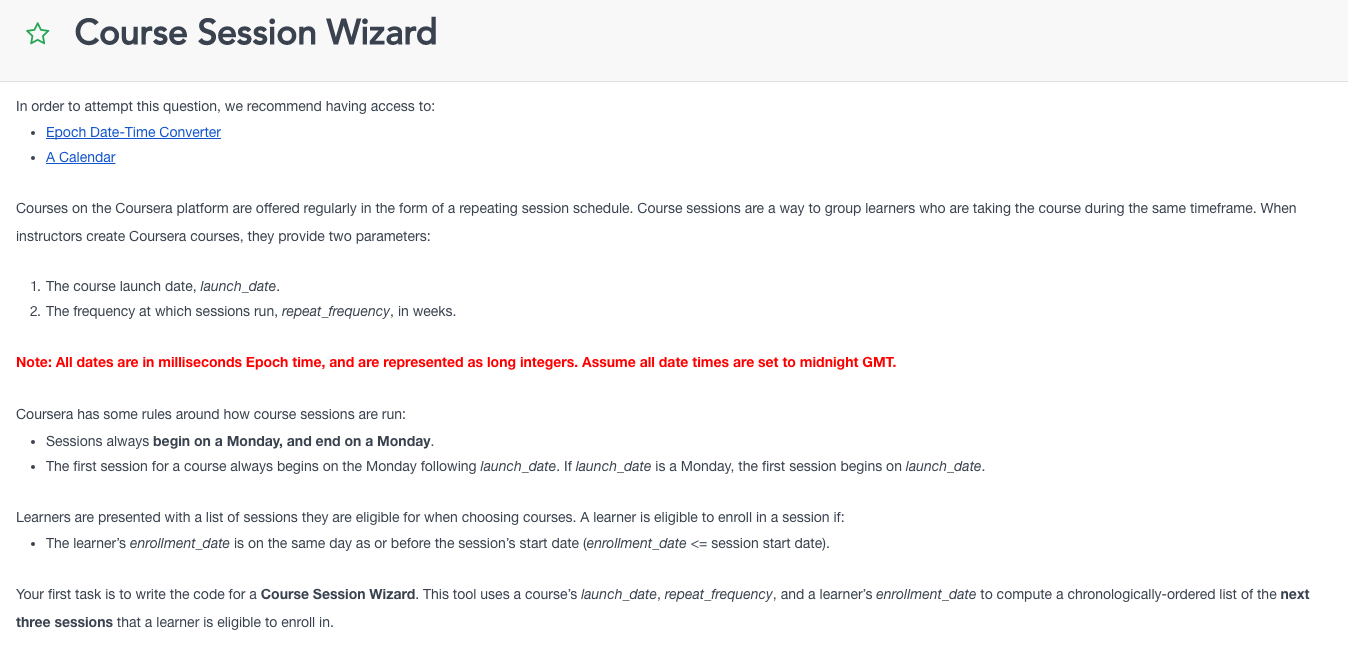 Course Session Wizard
In order to attempt this question, we recommend having access to:
• Epoch Date-Time Converter
• A Calendar
Courses on the Coursera platform are offered regularly in the form of a repeating session schedule. Course sessions are a way to group learners who are taking the course during the same timeframe. When
instructors create Coursera courses, they provide two parameters:
1. The course launch date, launch_date.
2. The frequency at which sessions run, repeat_frequency, in weeks.
Note: All dates are in milliseconds Epoch time, and are represented as long integers. Assume all date times are set to midnight GMT.
Coursera has some rules around how course sessions are run:
• Sessions always begin on a Monday, and end on a Monday.
• The first session for a course always begins on the Monday following launch_date. If launch_date is a Monday, the first session begins on launch_date.
Learners are presented with a list of sessions they are eligible for when choosing courses. A learner is eligible to enroll in a session if:
• The learner’s enrollment_date is on the same day as or before the session’s start date (enrollment_date <= session start date).
Your first task is to write the code for a Course Session Wizard. This tool uses a course’s launch_date, repeat_frequency, and a learner’s enrollment_date to compute a chronologically-ordered list of the next
three sessions that a learner is eligible to enroll in.